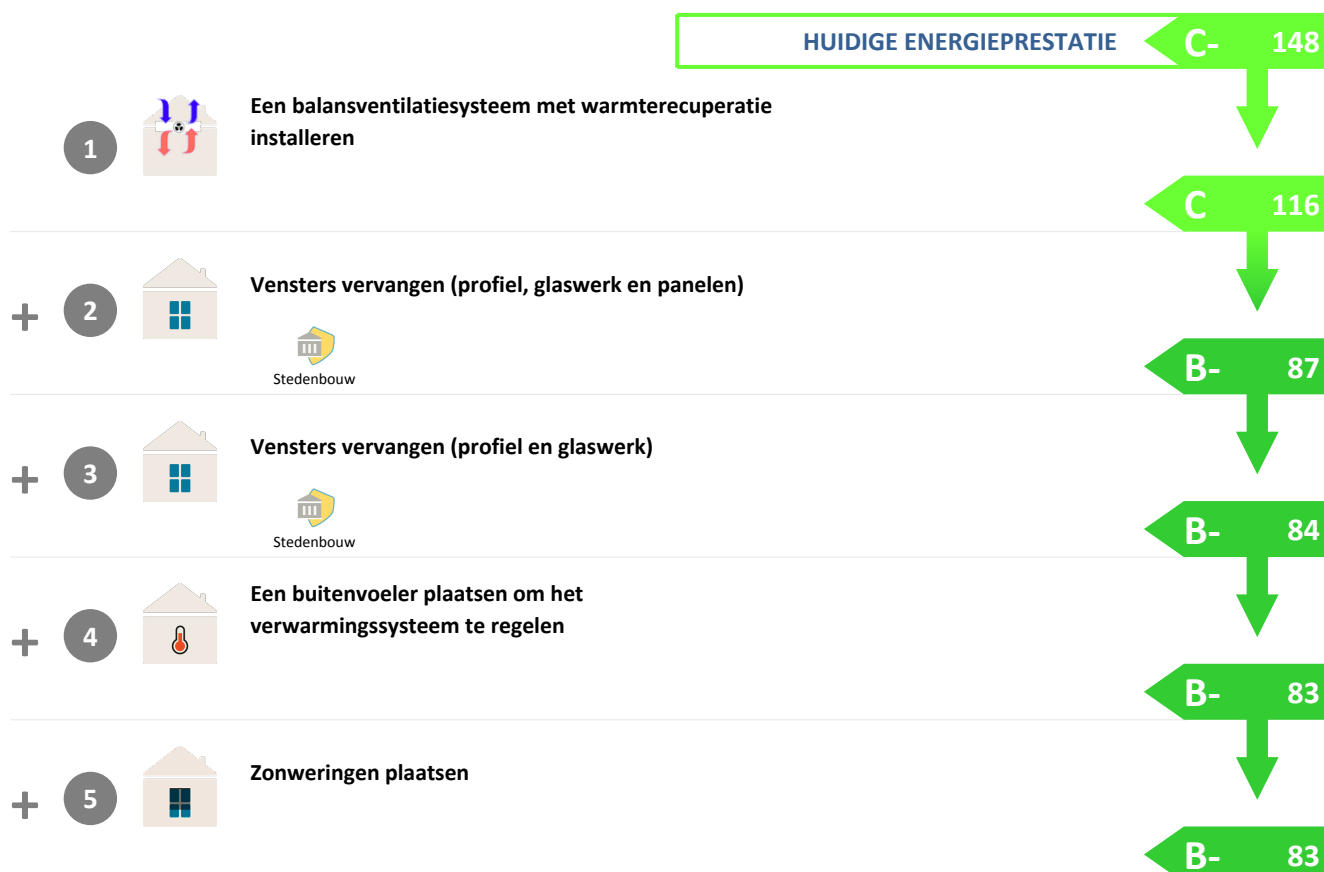 HUIDIGE ENERGIEPRESTATIE C- 148
1 Een balansventilatiesysteem met warmterecuperatie
installeren
C 116
+ 2 Vensters vervangen (profiel, glaswerk en panelen)
Stedenbouw
B- 87
+ 3 Vensters vervangen (profiel en glaswerk)
Stedenbouw
B- 84
+ 4 Een buitenvoeler plaatsen om het
verwarmingssysteem te regelen
B- 83
+ 5 Zonweringen plaatsen
B- 83